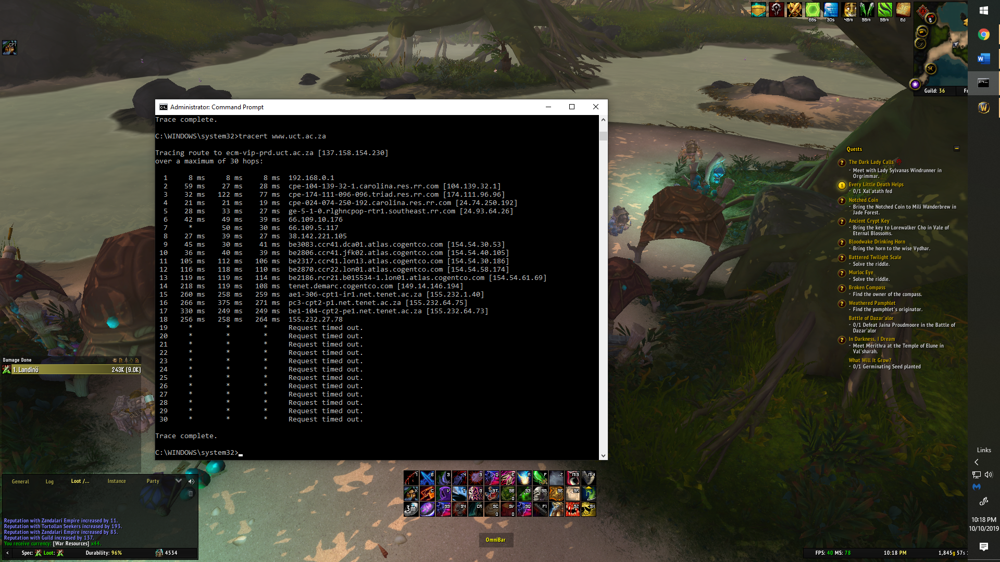 Administrator: Command Prompt
Trace complete.
C:\WINDOWS\system32>tracert www.uct.ac.za
Tracing route to ecm-vip-prd.uct.ac.za [137.158.154.230]
over a maximum of 30 hops:
1 8 ms 8 ms 8 ms 192.168.0.1
2 59 ms 27 ms 28 ms cpe-104-139-32-1.carolina.res.rr.com [104.139.32.1]
3 32 ms 122 ms 77 ms cpe-174-111-096-096.triad.res.rr.com [174.111.96.96]
4 21 ms 21 ms 19 ms cpe-024-074-250-192.carolina.res.rr.com [24.74.250.192]
5 28 ms 33 ms 27 ms ge-5-1-0.rlghncpop-rtr1.southeast.rr.com [24.93.64.26]
6 42 ms 49 ms 39 ms 66.109.10.176
7 * 50 ms 30 ms 66.109.5.117
8 27 ms 39 ms 27 ms 38.142.221.105
9 45 ms 30 ms 41 ms be3083.ccr41.dca01.atlas.cogentco.com [154.54.30.53]
10 36 ms 40 ms 39 ms be2806.ccr41.jfk02.atlas.cogentco.com [154.54.40.105]
11 105 ms 112 ms 106 ms be2317.ccr41.lon13.atlas.cogentco.com [154.54.30.186]
12 116 ms 118 ms 110 ms be2870.ccr22.lon01.atlas.cogentco.com [154.54.58.174]
13 119 ms 119 ms 114 ms be2186.rcr21.b015534-1.lon01.atlas.cogentco.com [154.54.61.69]
14 218 ms 119 ms 108 ms tenet.demarc.cogentco.com [149.14.146.194]
15 260 ms 258 ms 259 ms ae1-306-cpt1-ir1.net.tenet.ac.za [155.232.1.40]
16 266 ms 375 ms 271 ms pc3-cpt2-p1.net.tenet.ac.za [155.232.64.75]
17 330 ms 249 ms 249 ms be1-104-cpt2-pe1.net.tenet.ac.za [155.232.64.73]
18 256 ms 258 ms 264 ms 155.232.27.78
19 * * * Request timed out.
20 * * * Request timed out.
21 * * * Request timed out.
22 * * * Request timed out.
23 * * * Request timed out.
24 * * * Request timed out.
25 * * * Request timed out.
26 * * * Request timed out.
27 * * * Request timed out.
28 * * * Request timed out.
29 * * * Request timed out.
30 * * * Request timed out.
Trace complete.
C:\WINDOWS\system32>
28s 30s 48m 98m 98m 2d
Guild: 36
Quests
The Dark Lady Calls
- Meet with Lady Sylvanas Windrunner in
Orgrimmar.
Every Little Death Helps
- 0/1 Xal'atath fed
Notched Coin
- Bring the Notched Coin to Mili Wanderbrew in
Jade Forest.
Ancient Crypt Key
- Bring the key to Lorewalker Cho in Vale of
Eternal Blossoms.
Bloodwake Drinking Horn
- Bring the horn to the wise Vydhar.
Battered Twilight Scale
- Solve the riddle.
Murloc Eye
- Solve the riddle.
Broken Compass
- Find the owner of the compass.
Weathered Pamphlet
- Find the pamphlet's originator.
Battle of Dazar'alor
- 0/1 Defeat Jaina Proudmoore in the Battle of
Dazar'alor
In Darkness, I Dream
- Meet Merithra at the Temple of Elune in
Val'sharah.
What Will It Grow?
- 0/1 Germinating Seed planted
Damage Done
1. Landinö 243K (9.0K)
General Log Loot /... Instance Party
Reputation with Zandalari Empire increased by 11.
Reputation with Tortollan Seekers increased by 193.
Reputation with Zandalari Empire increased by 83.
Reputation with Guild increased by 137.
You receive currency: [War Resources] x44.
Spec: Loot: Durability: 96% 4534
3m
OmniBar
FPS: 40 MS: 78 10:18 PM 1,845g 57s
Links
10:18 PM
10/10/2019